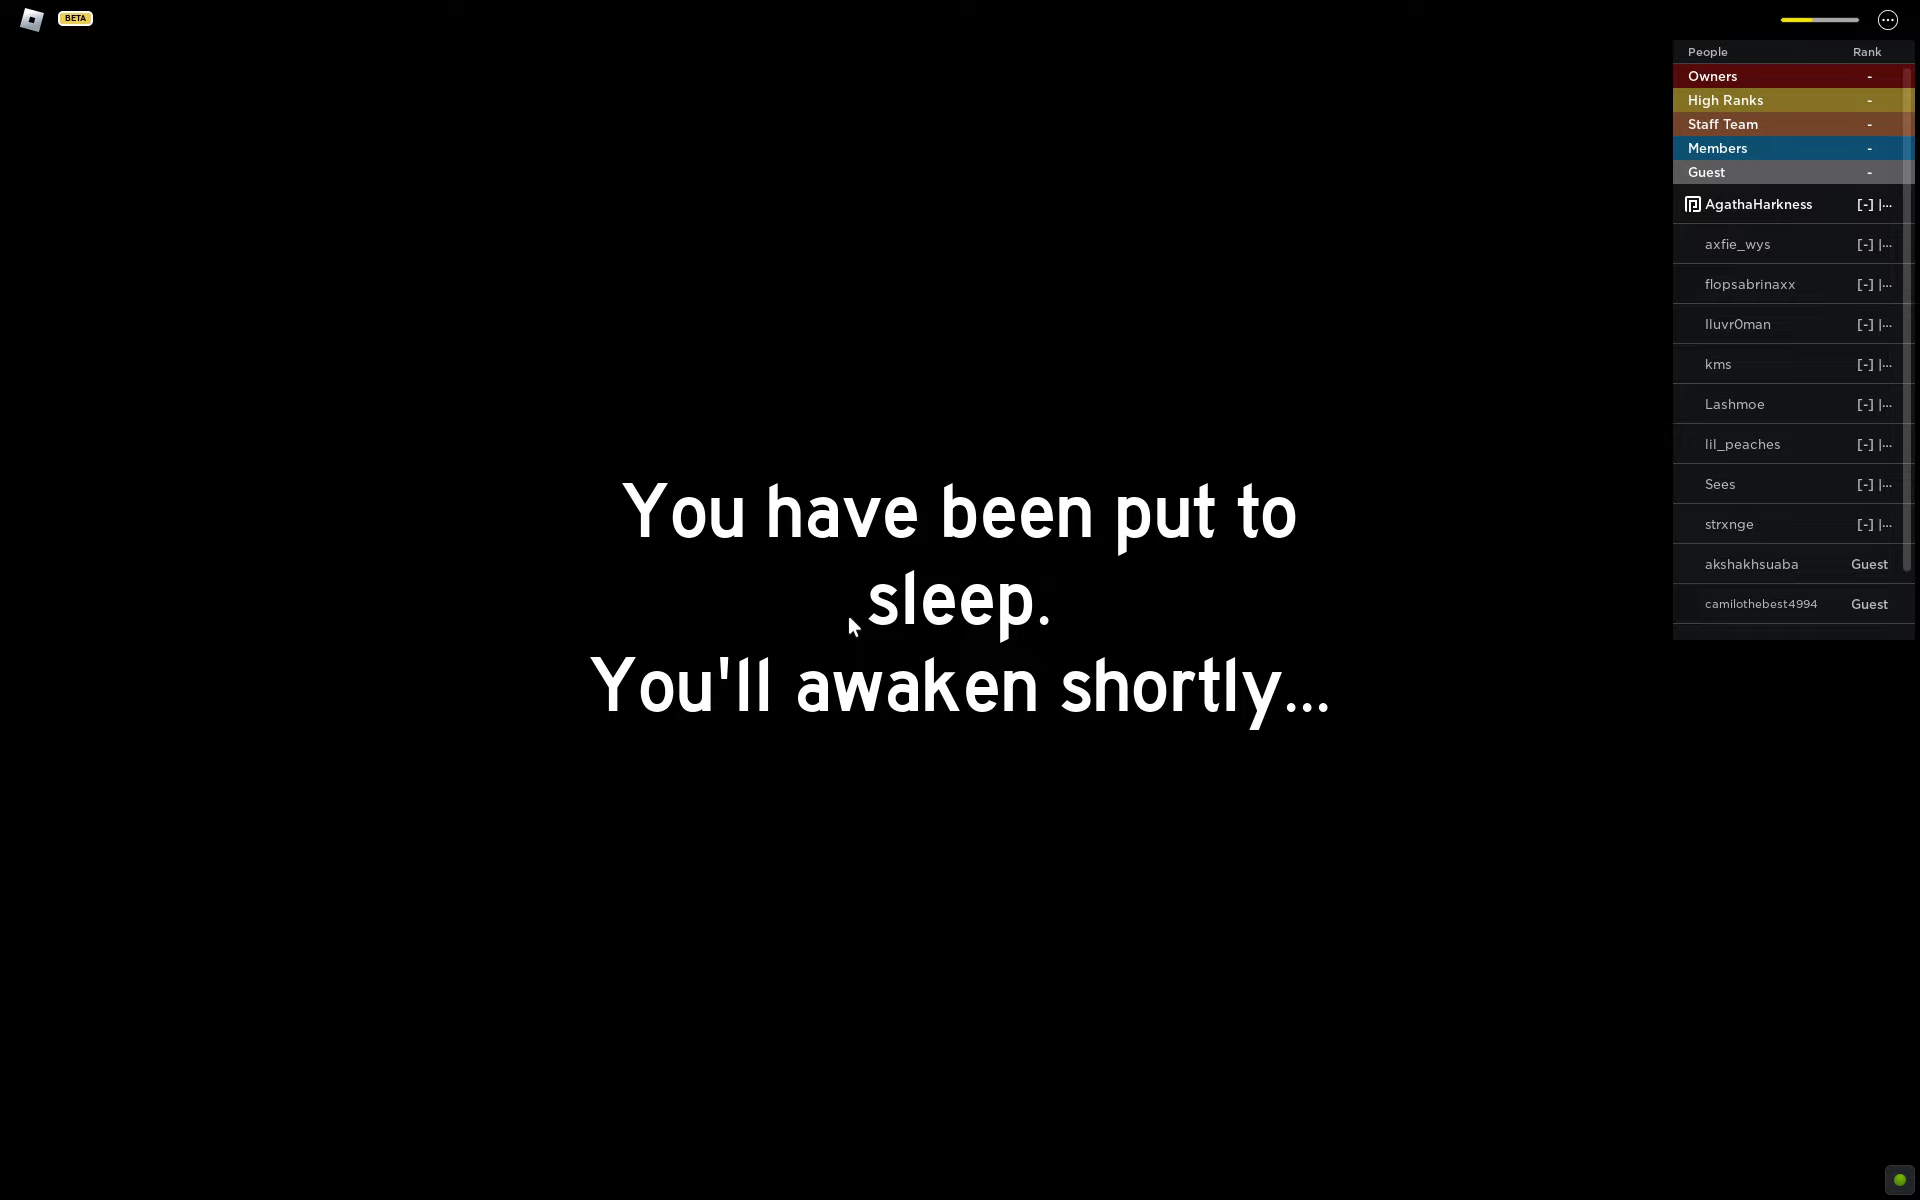 BETA
People Rank
Owners -
High Ranks -
Staff Team -
Members -
Guest -
AgathaHarkness [-] |...
axfie_wys [-] |...
flopsabrinaxx [-] |...
Iluvr0man [-] |...
kms [-] |...
Lashmoe [-] |...
lil_peaches [-] |...
Sees [-] |...
strxnge [-] |...
akshakhsuaba Guest
camilothebest4994 Guest
You have been put to
sleep.
You'll awaken shortly...